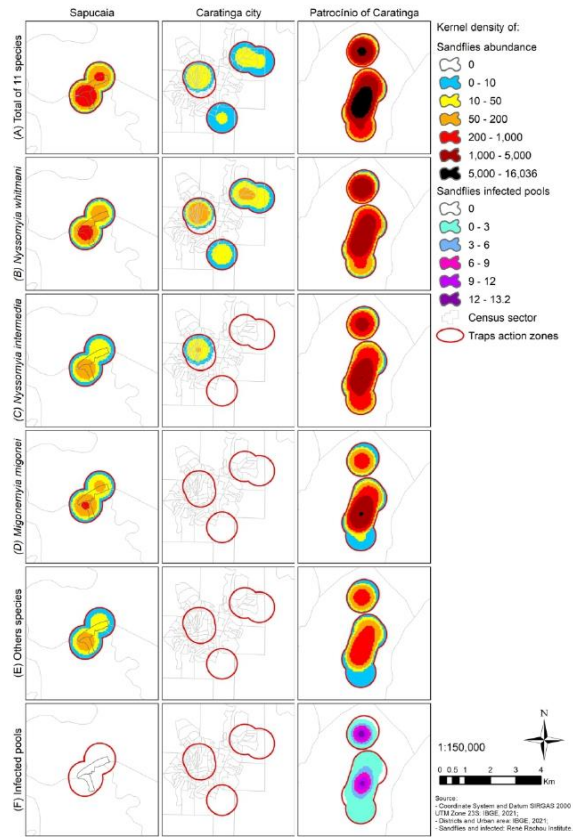 Sapucaia
Caratinga city
Patrocínio of Caratinga
(A) Total of 11 species
(B) Nyssomyia whitmani
(C) Nyssomyia intermedia
(D) Migonemyia migonei
(E) Others species
(F) Infected pools
Kernel density of:
Sandflies abundance
0
0 - 10
10 - 50
50 - 200
200 - 1,000
1,000 - 5,000
5,000 - 16,036
Sandflies infected pools
0
0 - 3
3 - 6
6 - 9
9 - 12
12 - 13.2
Census sector
Traps action zones
N
1:150,000
0 0.5 1 2 3 4
Km
Source:
- Coordinate System and Datum SIRGAS 2000
UTM Zone 23S: IBGE, 2021;
- Districts and Urban area: IBGE, 2021;
- Sandflies and infected: René Rachou Institute.